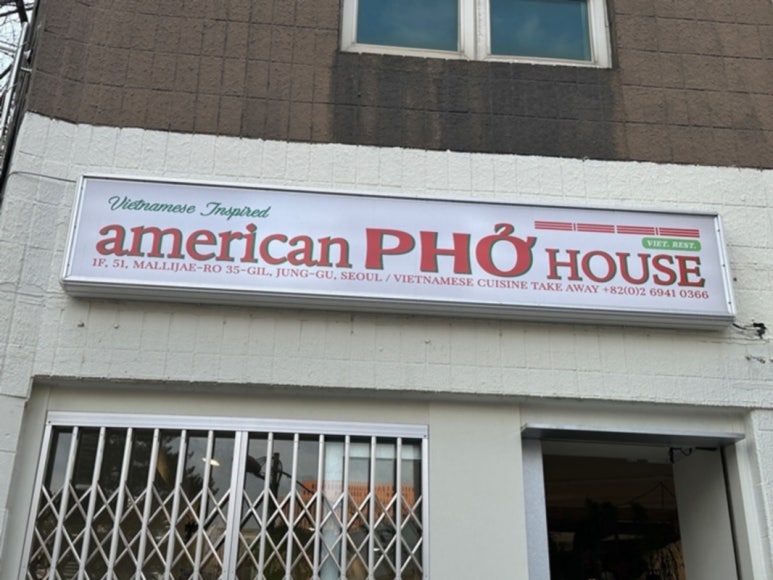 Vietnamese Inspired
american PHỞ HOUSE
VIET. REST.
1F, 51, MALLIJAE-RO 35-GIL, JUNG-GU, SEOUL / VIETNAMESE CUISINE TAKE AWAY +82(0)2 6941 0366